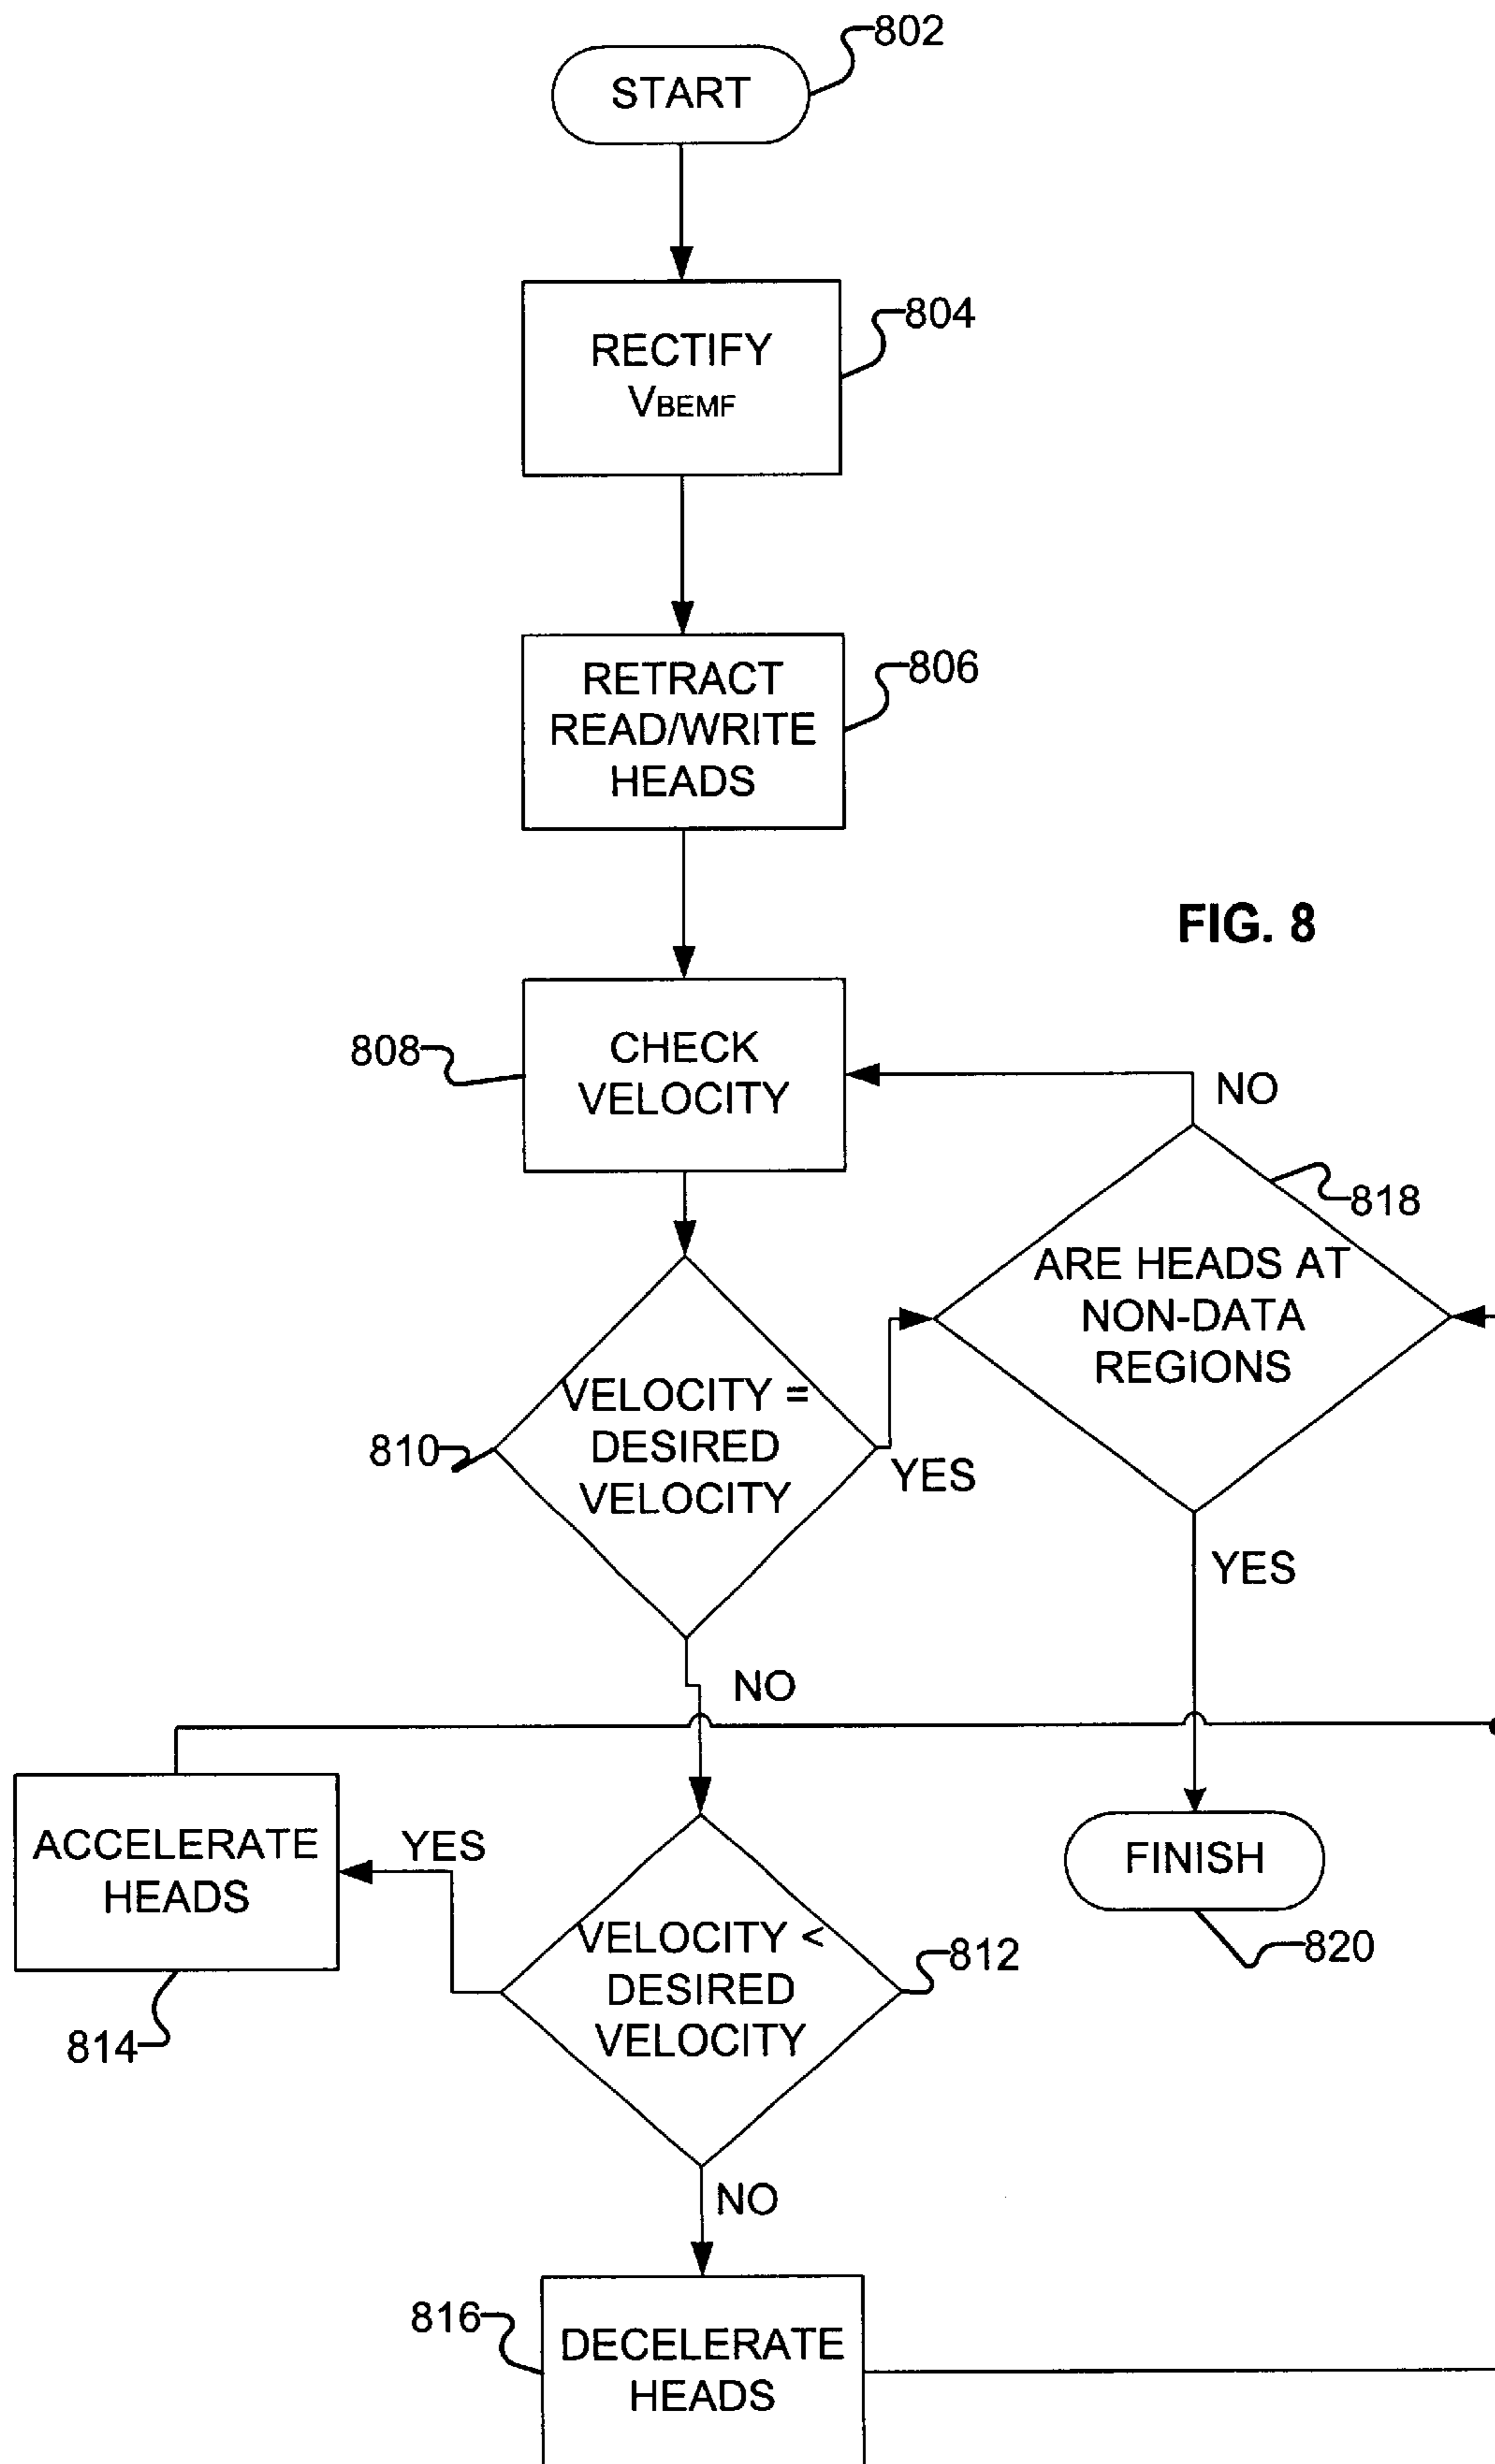 802
START
804
RECTIFY
VBEMF
806
RETRACT
READ/WRITE
HEADS
FIG. 8
808
CHECK
VELOCITY
NO
818
ARE HEADS AT
NON-DATA
REGIONS
810
VELOCITY =
DESIRED
VELOCITY
YES
YES
NO
ACCELERATE
HEADS
YES
FINISH
820
814
VELOCITY <
DESIRED
VELOCITY
812
NO
816
DECELERATE
HEADS